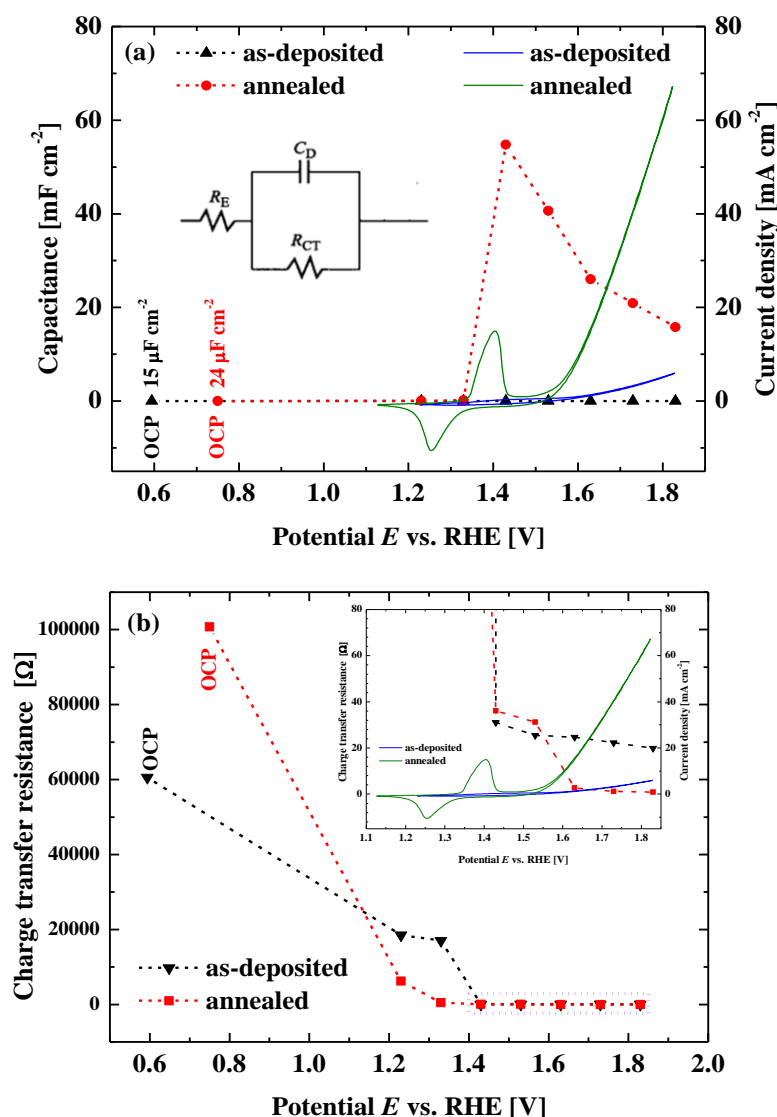 (a)
as-deposited
annealed
as-deposited
annealed
Capacitance [mF cm⁻²]
Current density [mA cm⁻²]
80
60
40
20
0
80
60
40
20
0
C_D
R_E
R_CT
OCP 15 µF cm⁻²
OCP 24 µF cm⁻²
0.6 0.8 1.0 1.2 1.4 1.6 1.8
Potential E vs. RHE [V]
(b)
Charge transfer resistance [Ω]
100000
80000
60000
40000
20000
0
OCP
OCP
as-deposited
annealed
Charge transfer resistance [Ω]
Current density [mA cm⁻²]
80
60
40
20
0
80
60
40
20
0
as-deposited
annealed
1.1 1.2 1.3 1.4 1.5 1.6 1.7 1.8
Potential E vs. RHE [V]
0.6 0.8 1.0 1.2 1.4 1.6 1.8 2.0
Potential E vs. RHE [V]